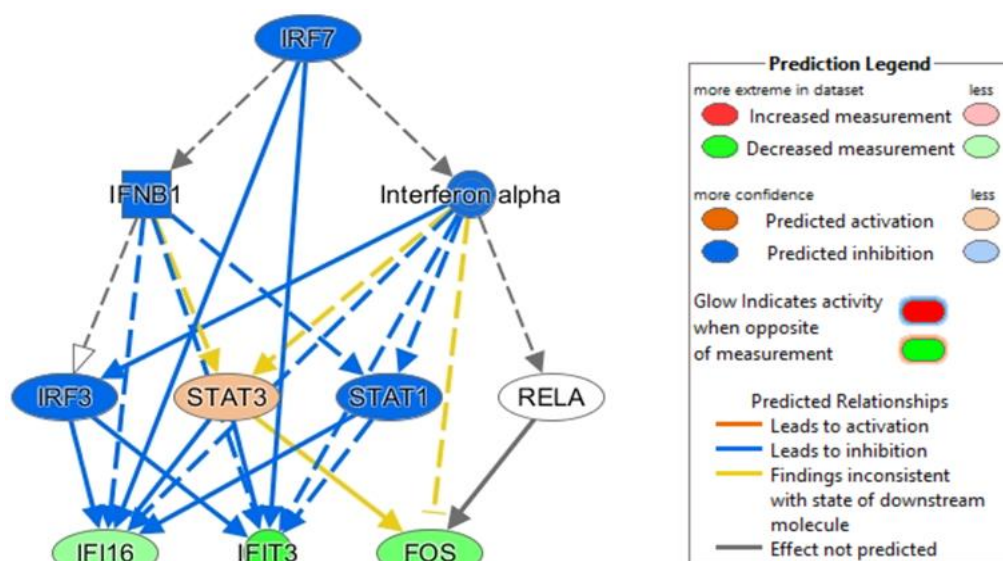 IRF7
IFNB1
Interferon alpha
IRF3
STAT3
STAT1
RELA
IFI16
IFIT3
FOS
Prediction Legend
more extreme in dataset
less
Increased measurement
Decreased measurement
more confidence
less
Predicted activation
Predicted inhibition
Glow Indicates activity
when opposite
of measurement
Predicted Relationships
Leads to activation
Leads to inhibition
Findings inconsistent
with state of downstream
molecule
Effect not predicted